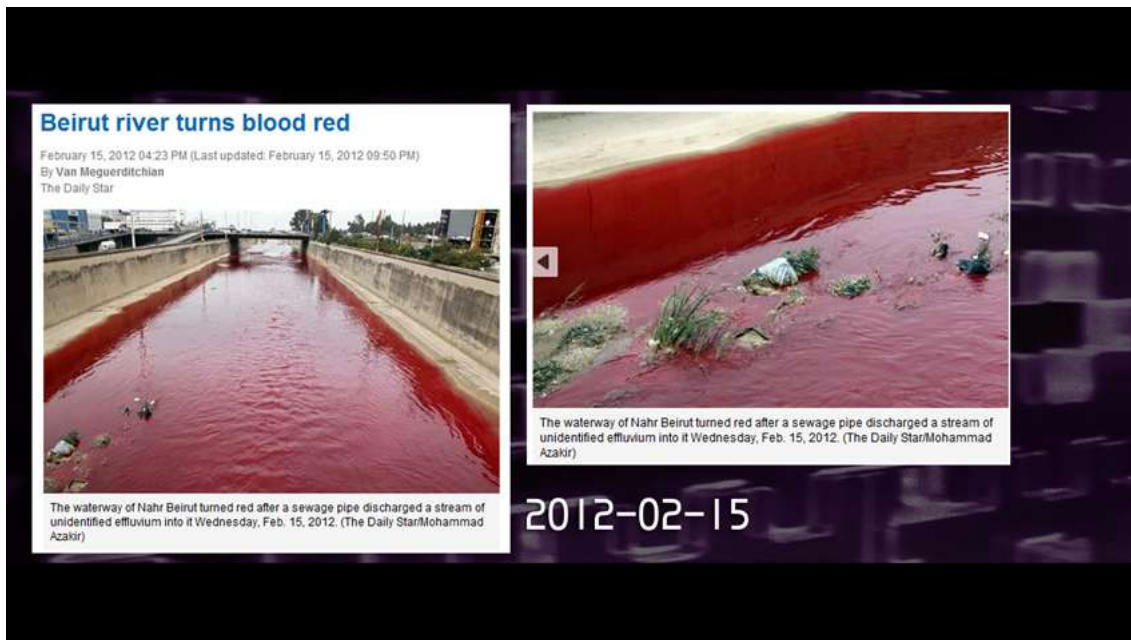 Beirut river turns blood red
February 15, 2012 04:23 PM (Last updated: February 15, 2012 09:50 PM)
By Van Meguerditchian
The Daily Star
The waterway of Nahr Beirut turned red after a sewage pipe discharged a stream of
unidentified effluvium into it Wednesday, Feb. 15, 2012. (The Daily Star/Mohammad
Azakir)
The waterway of Nahr Beirut turned red after a sewage pipe discharged a stream of
unidentified effluvium into it Wednesday, Feb. 15, 2012. (The Daily Star/Mohammad
Azakir)
2012-02-15